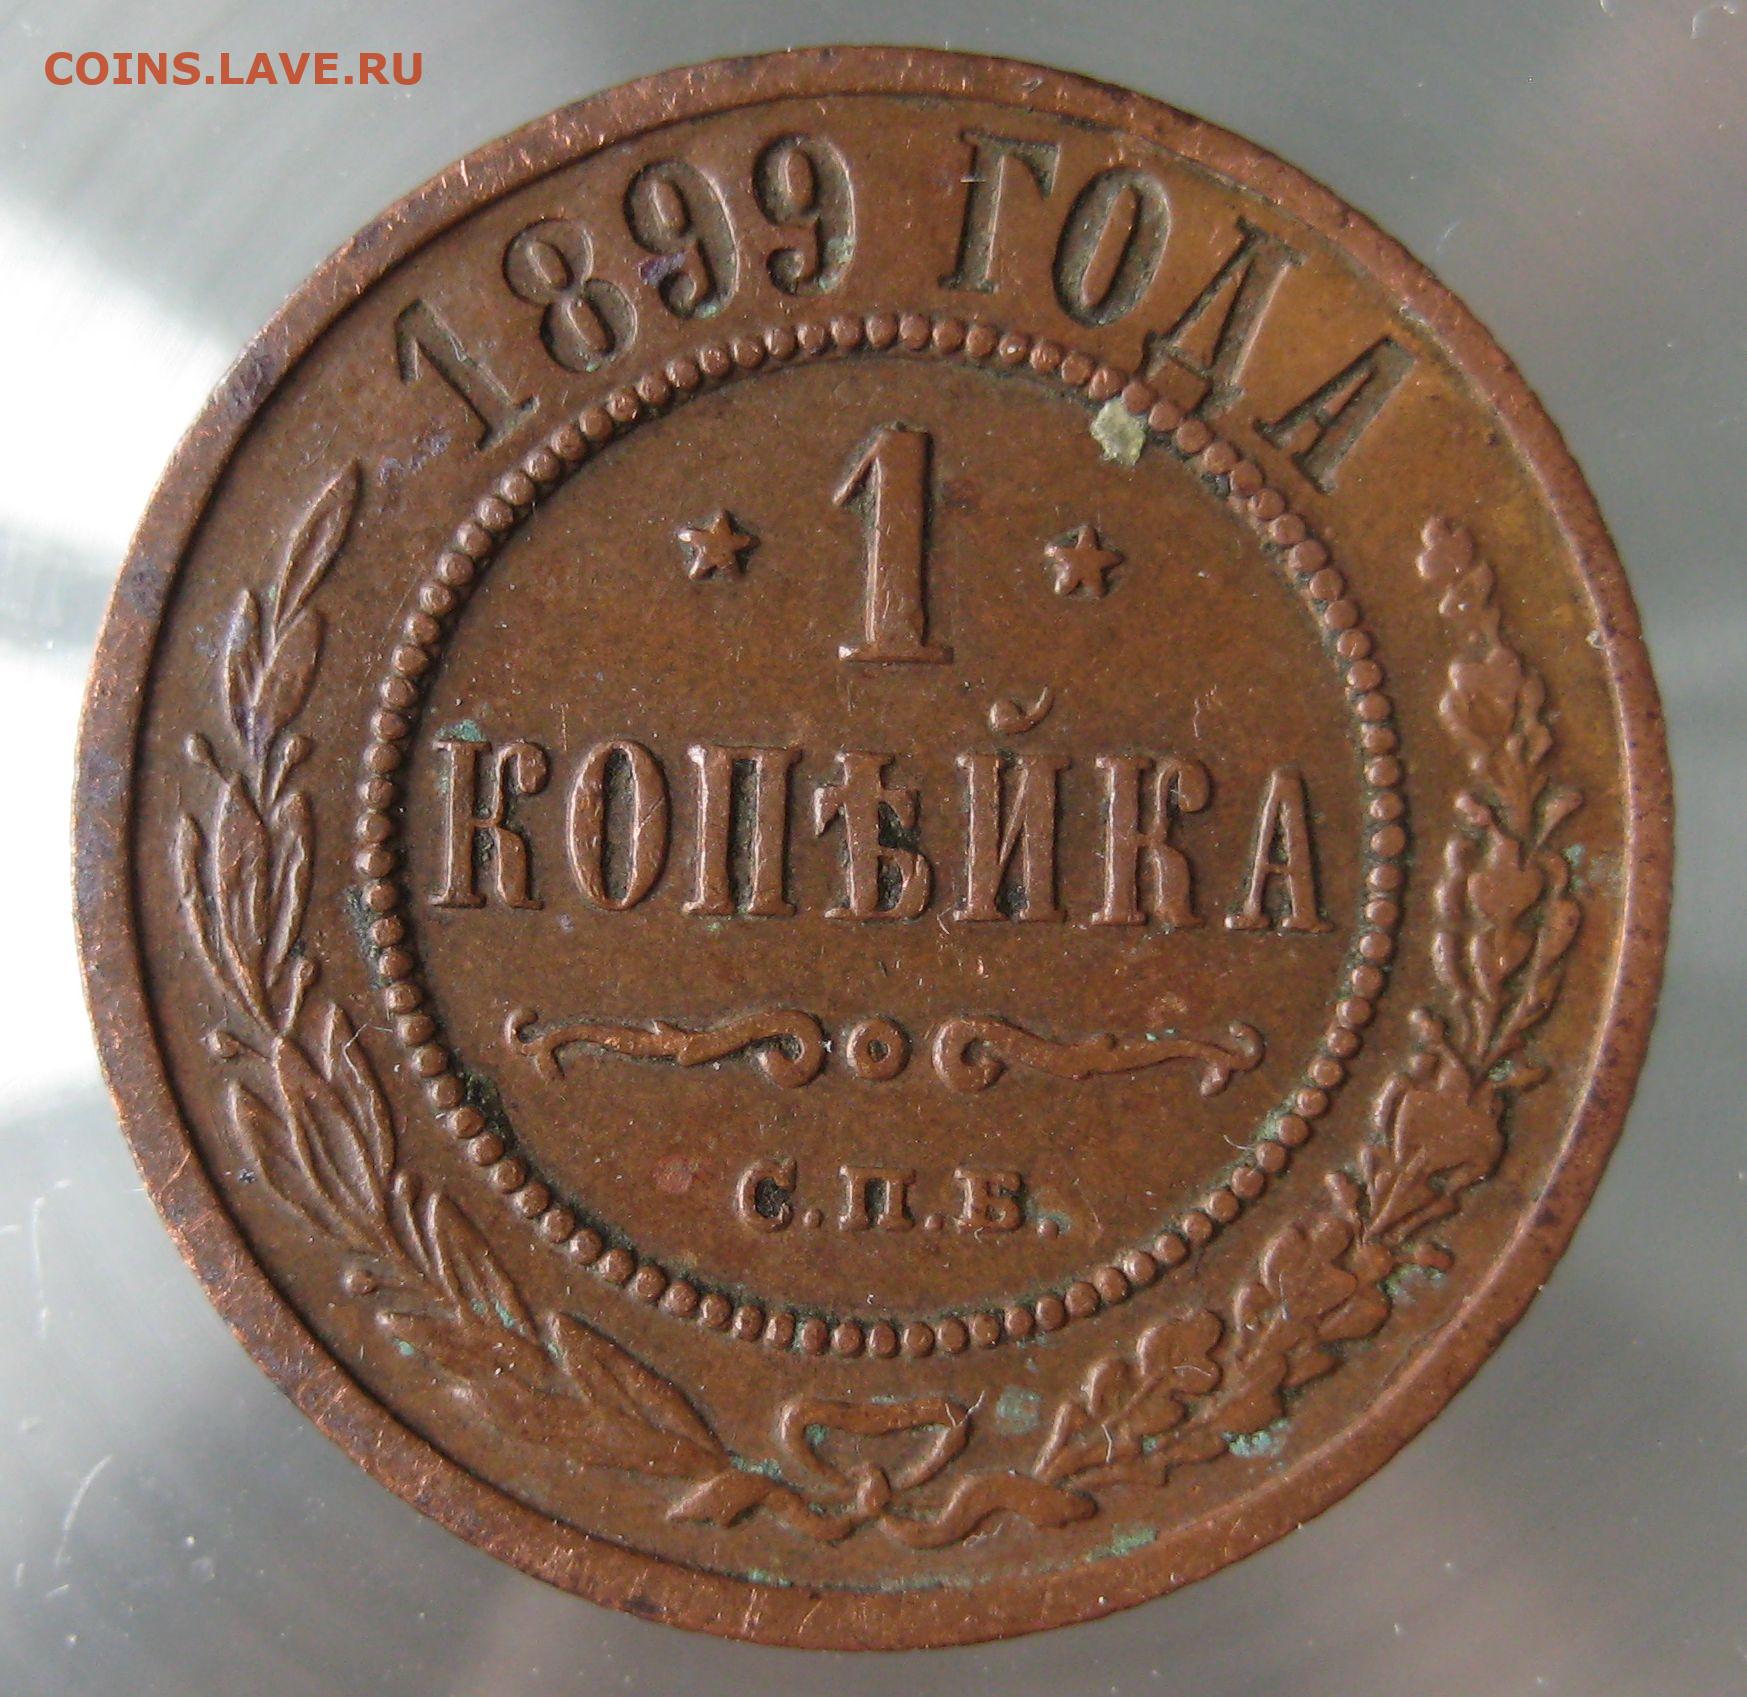 COINS.LAVE.RU
1899 ГОДА
1
КОПѢЙКА
С.П.Б.